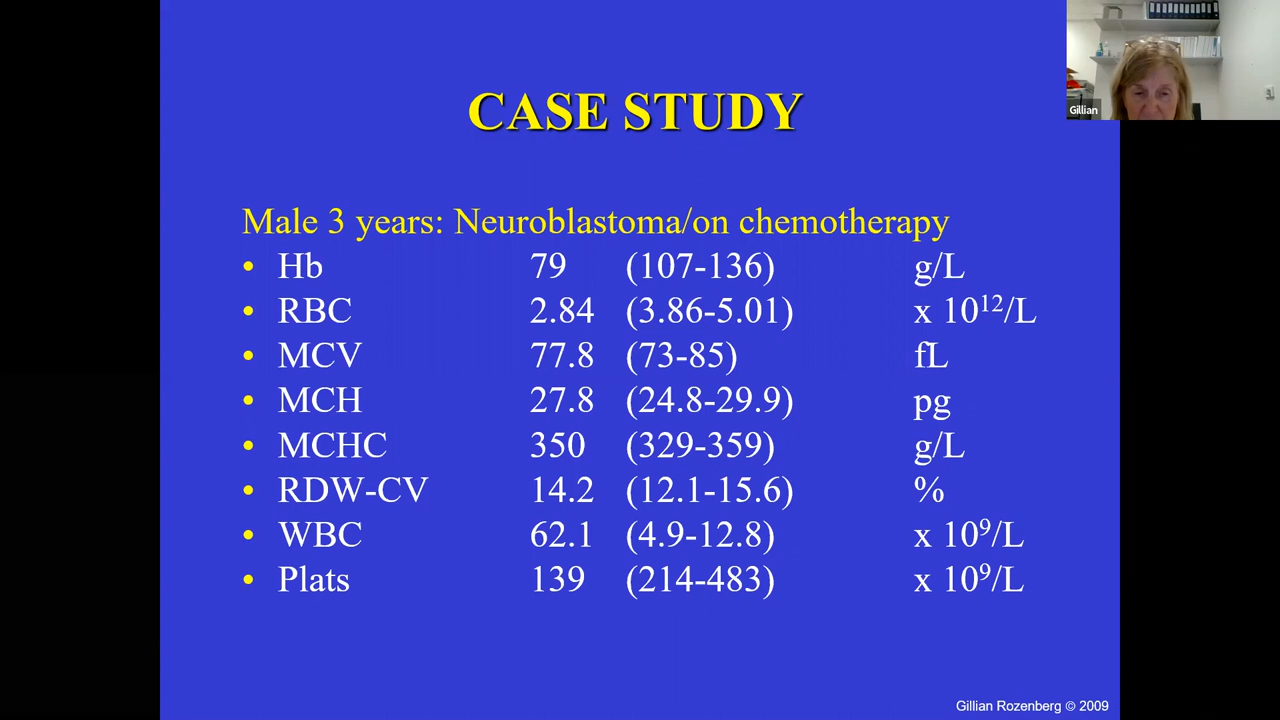 CASE STUDY
Gillian
Male 3 years: Neuroblastoma/on chemotherapy
• Hb 79 (107-136) g/L
• RBC 2.84 (3.86-5.01) x 10¹²/L
• MCV 77.8 (73-85) fL
• MCH 27.8 (24.8-29.9) pg
• MCHC 350 (329-359) g/L
• RDW-CV 14.2 (12.1-15.6) %
• WBC 62.1 (4.9-12.8) x 10⁹/L
• Plats 139 (214-483) x 10⁹/L
Gillian Rozenberg © 2009